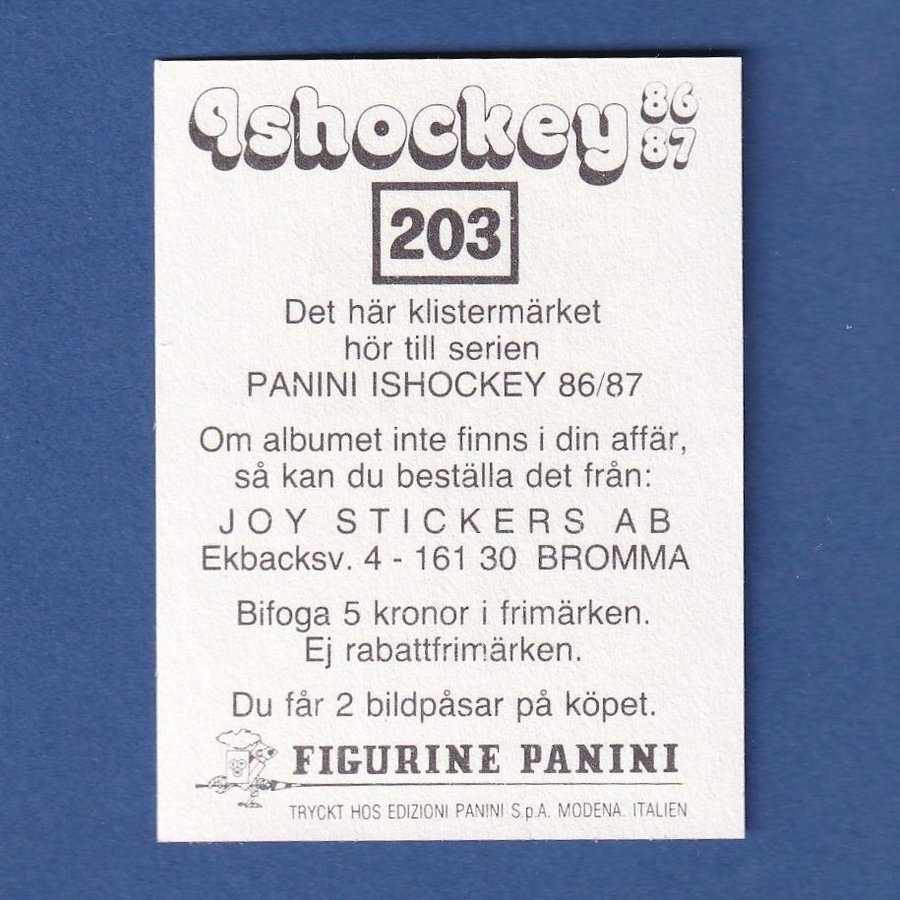 Ishockey 86
87
203
Det här klistermärket
hör till serien
PANINI ISHOCKEY 86/87
Om albumet inte finns i din affär,
så kan du beställa det från:
JOY STICKERS AB
Ekbacksv. 4 - 161 30 BROMMA
Bifoga 5 kronor i frimärken.
Ej rabattfrimärken.
Du får 2 bildpåsar på köpet.
FIGURINE PANINI
TRYCKT HOS EDIZIONI PANINI S.p.A. MODENA. ITALIEN